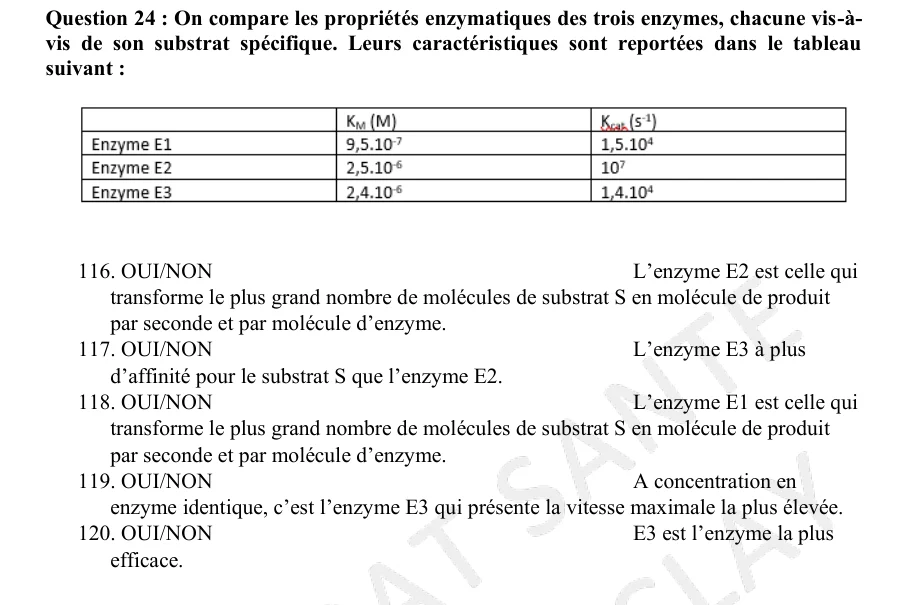 Question 24 : On compare les propriétés enzymatiques des trois enzymes, chacune vis-à-
vis de son substrat spécifique. Leurs caractéristiques sont reportées dans le tableau
suivant :
K_M (M) K_cat (s⁻¹)
Enzyme E1 9,5.10⁻⁷ 1,5.10⁴
Enzyme E2 2,5.10⁻⁶ 10⁷
Enzyme E3 2,4.10⁻⁶ 1,4.10⁴
116. OUI/NON L’enzyme E2 est celle qui
transforme le plus grand nombre de molécules de substrat S en molécule de produit
par seconde et par molécule d’enzyme.
117. OUI/NON L’enzyme E3 à plus
d’affinité pour le substrat S que l’enzyme E2.
118. OUI/NON L’enzyme E1 est celle qui
transforme le plus grand nombre de molécules de substrat S en molécule de produit
par seconde et par molécule d’enzyme.
119. OUI/NON A concentration en
enzyme identique, c’est l’enzyme E3 qui présente la vitesse maximale la plus élevée.
120. OUI/NON E3 est l’enzyme la plus
efficace.